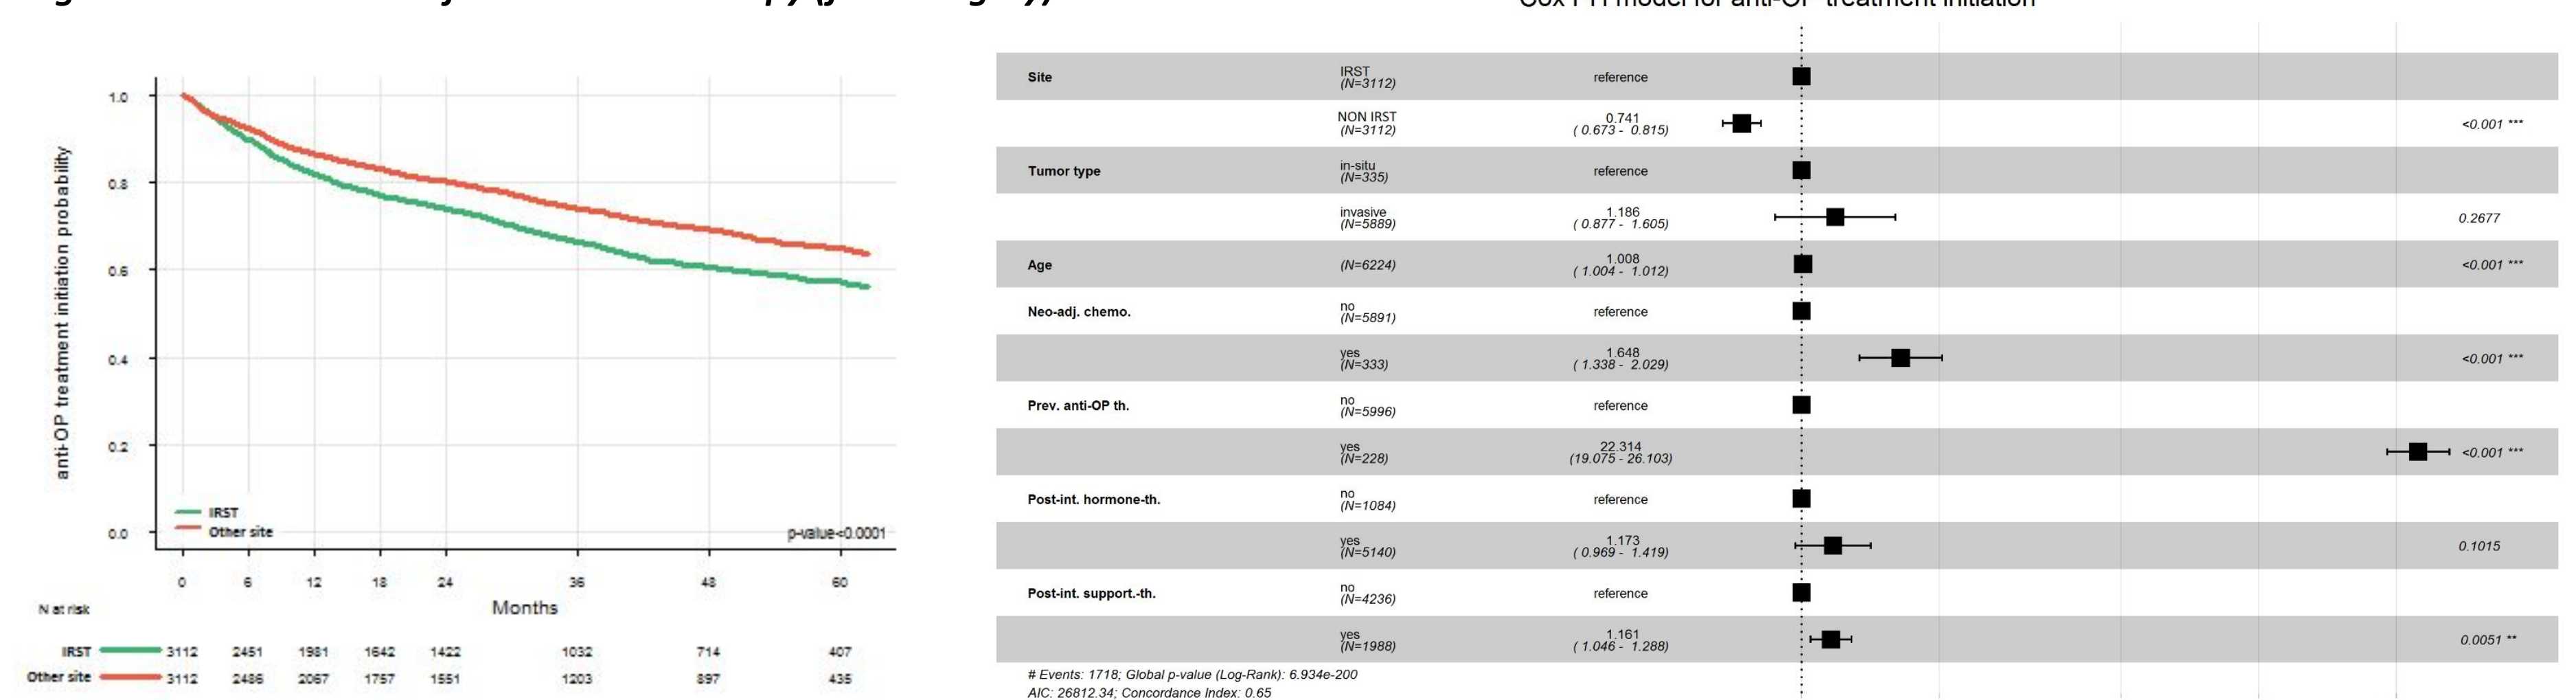 anti-OP treatment initiation probrability
1.0
0.8
0.6
0.4
0.2
0.0
IRST
Other site
p-value<0.0001
0 6 12 18 24 36 48 60
Months
N at risk
IRST 3112 2451 1981 1642 1422 1032 714 407
Other site 3112 2486 2067 1757 1551 1203 897 435
Cox PH model for anti-OP treatment initiation
Site IRST reference
(N=3112)
NON IRST 0.741
(N=3112) ( 0.673 - 0.815) <0.001 ***
Tumor type in-situ reference
(N=335)
invasive 1.186
(N=5889) ( 0.877 - 1.605) 0.2677
Age (N=6224) 1.008
( 1.004 - 1.012) <0.001 ***
Neo-adj. chemo. no reference
(N=5891)
yes 1.648
(N=333) ( 1.338 - 2.029) <0.001 ***
Prev. anti-OP th. no reference
(N=5996)
yes 22.314
(N=228) (19.075 - 26.103) <0.001 ***
Post-int. hormone-th. no reference
(N=1084)
yes 1.173
(N=5140) ( 0.969 - 1.419) 0.1015
Post-int. support.-th. no reference
(N=4236)
yes 1.161
(N=1988) ( 1.046 - 1.288) 0.0051 **
# Events: 1718; Global p-value (Log-Rank): 6.934e-200
AIC: 26812.34; Concordance Index: 0.65